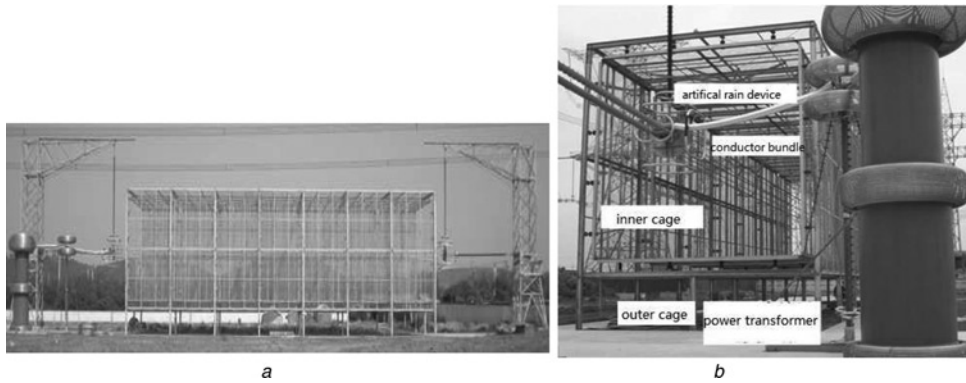 artifical rain device
conductor bundle
inner cage
outer cage
power transformer
a
b